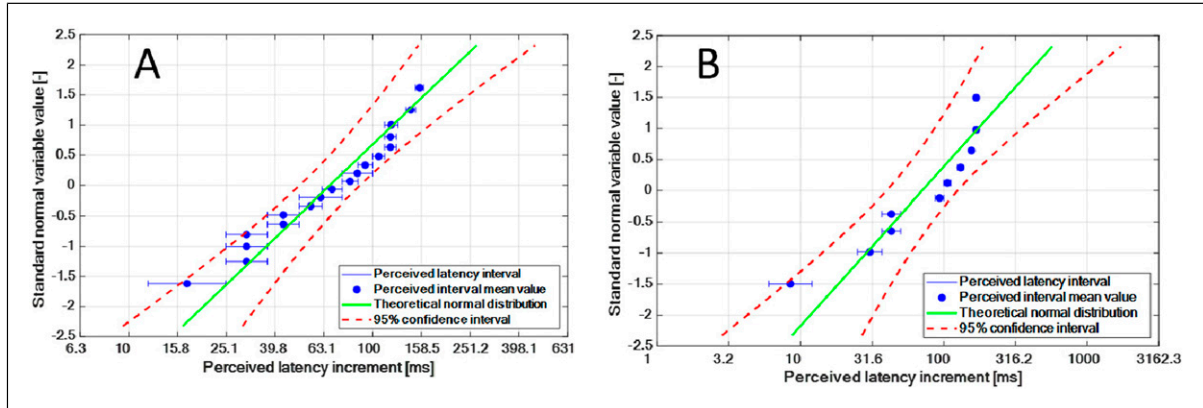 A
Standard normal variable value [-]
2.5
2
1.5
1
0.5
0
-0.5
-1
-1.5
-2
-2.5
Perceived latency interval
Perceived interval mean value
Theoretical normal distribution
95% confidence interval
6.3 10 15.8 25.1 39.8 63.1 100 158.5 251.2 398.1 631
Perceived latency increment [ms]
B
Standard normal variable value [-]
2.5
2
1.5
1
0.5
0
-0.5
-1
-1.5
-2
-2.5
Perceived latency interval
Perceived interval mean value
Theoretical normal distribution
95% confidence interval
1 3.2 10 31.6 100 316.2 1000 3162.3
Perceived latency increment [ms]